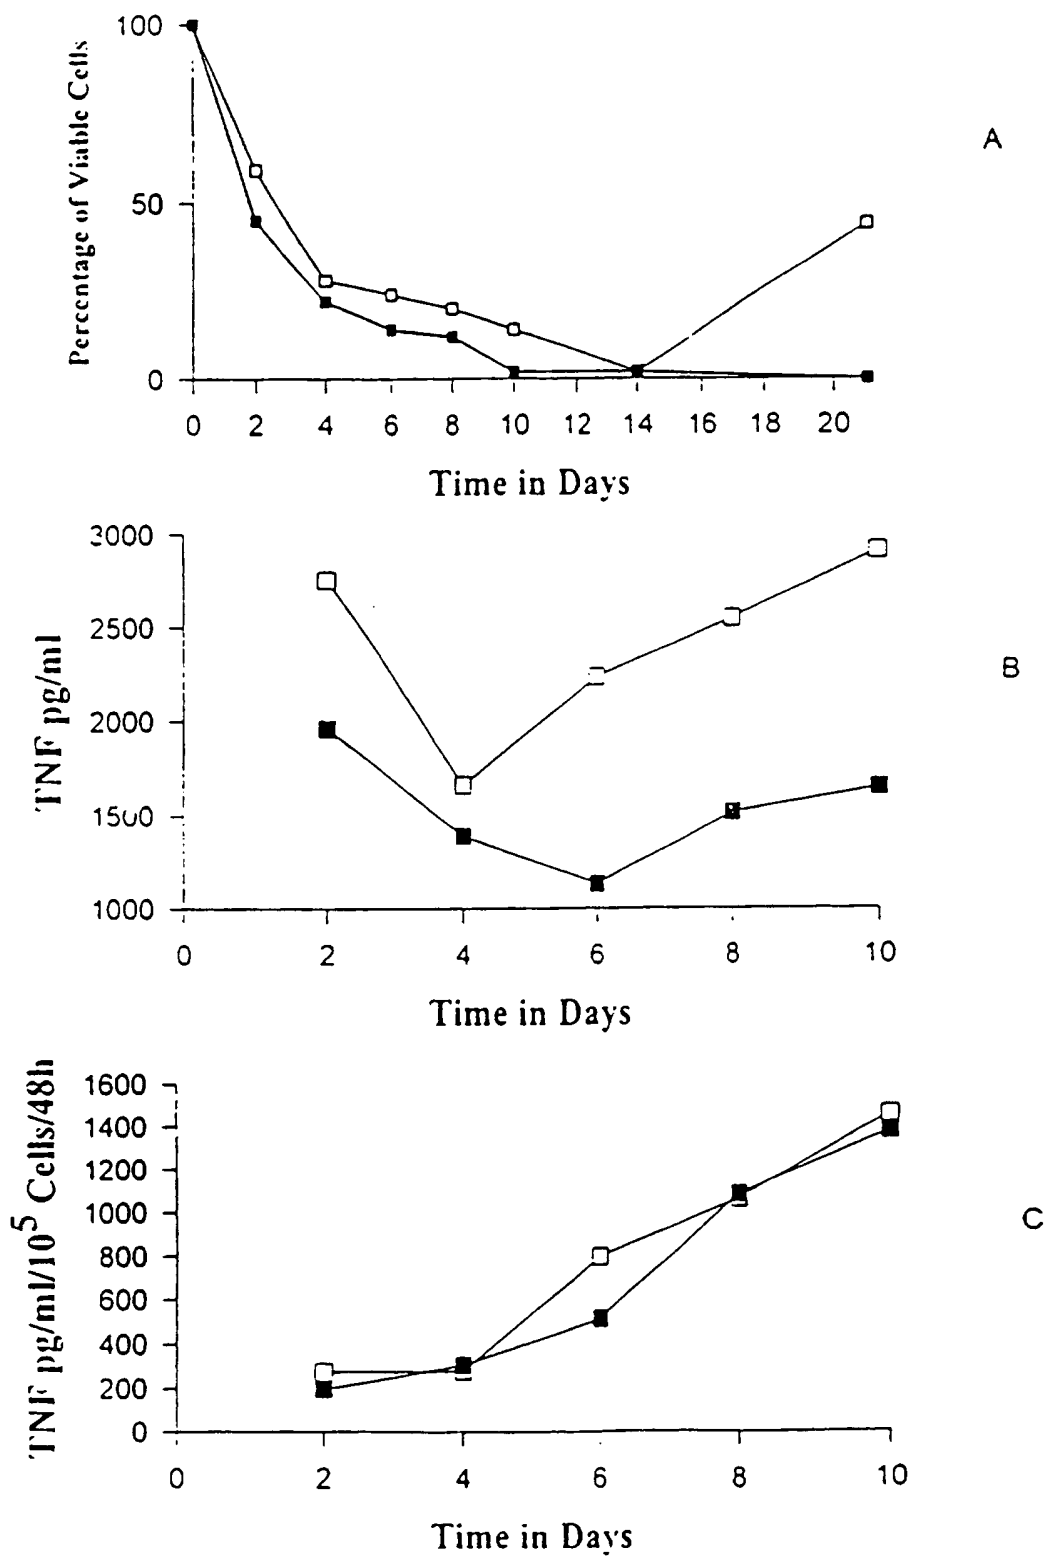 100
50
0
Percentage of Viable Cells
A
0 2 4 6 8 10 12 14 16 18 20
Time in Days
3000
2500
2000
1500
1000
TNF pg/ml
B
0 2 4 6 8 10
Time in Days
1600
1400
1200
1000
800
600
400
200
0
TNF pg/ml/10⁵ Cells/48h
C
0 2 4 6 8 10
Time in Days